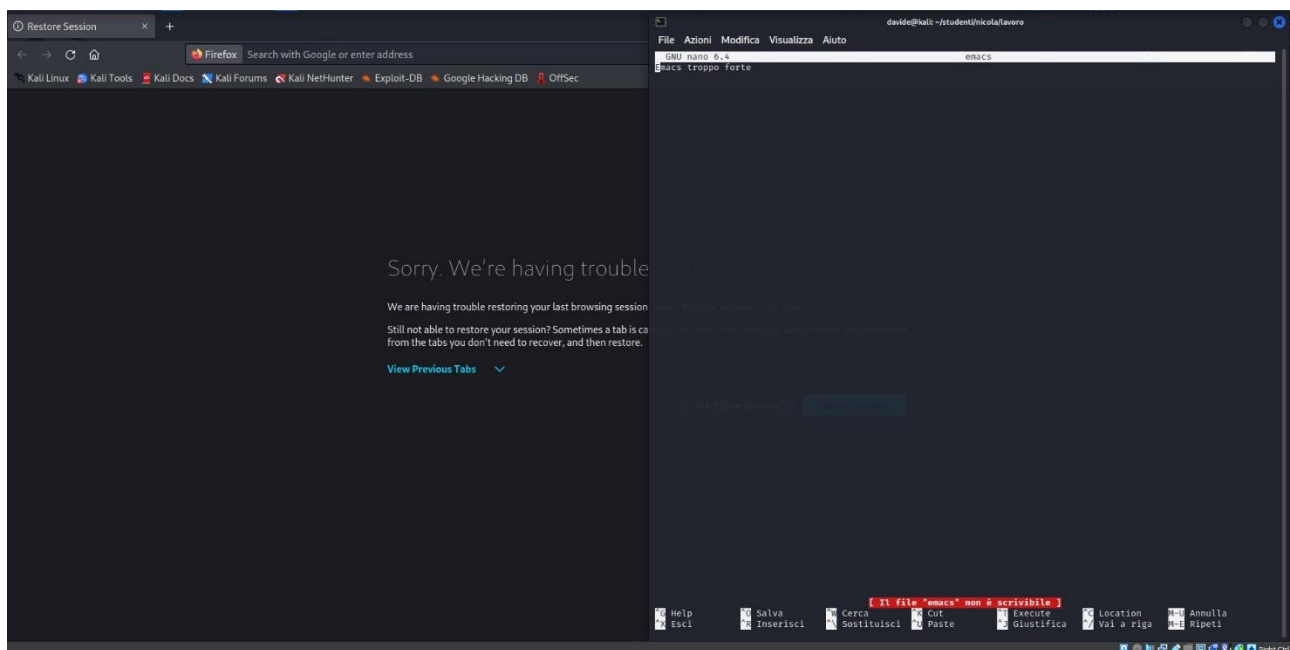 Restore Session
Search with Google or enter address
Firefox
Kali Linux Kali Tools Kali Docs Kali Forums Kali NetHunter Exploit-DB Google Hacking DB OffSec
Sorry. We're having trouble
We are having trouble restoring your last browsing session
Still not able to restore your session? Sometimes a tab is ca
from the tabs you don't need to recover, and then restore.
View Previous Tabs
davide@kali: ~/studenti/nicola/lavoro
File Azioni Modifica Visualizza Aiuto
GNU nano 6.4 emacs
Emacs troppo forte
[ Il file "emacs" non è scrivibile ]
^G Help ^O Salva ^W Cerca ^K Cut ^T Execute ^C Location M-U Annulla
^X Esci ^R Inserisci ^\ Sostituisci ^U Paste ^J Giustifica ^/ Vai a riga M-E Ripeti
Right Ctrl